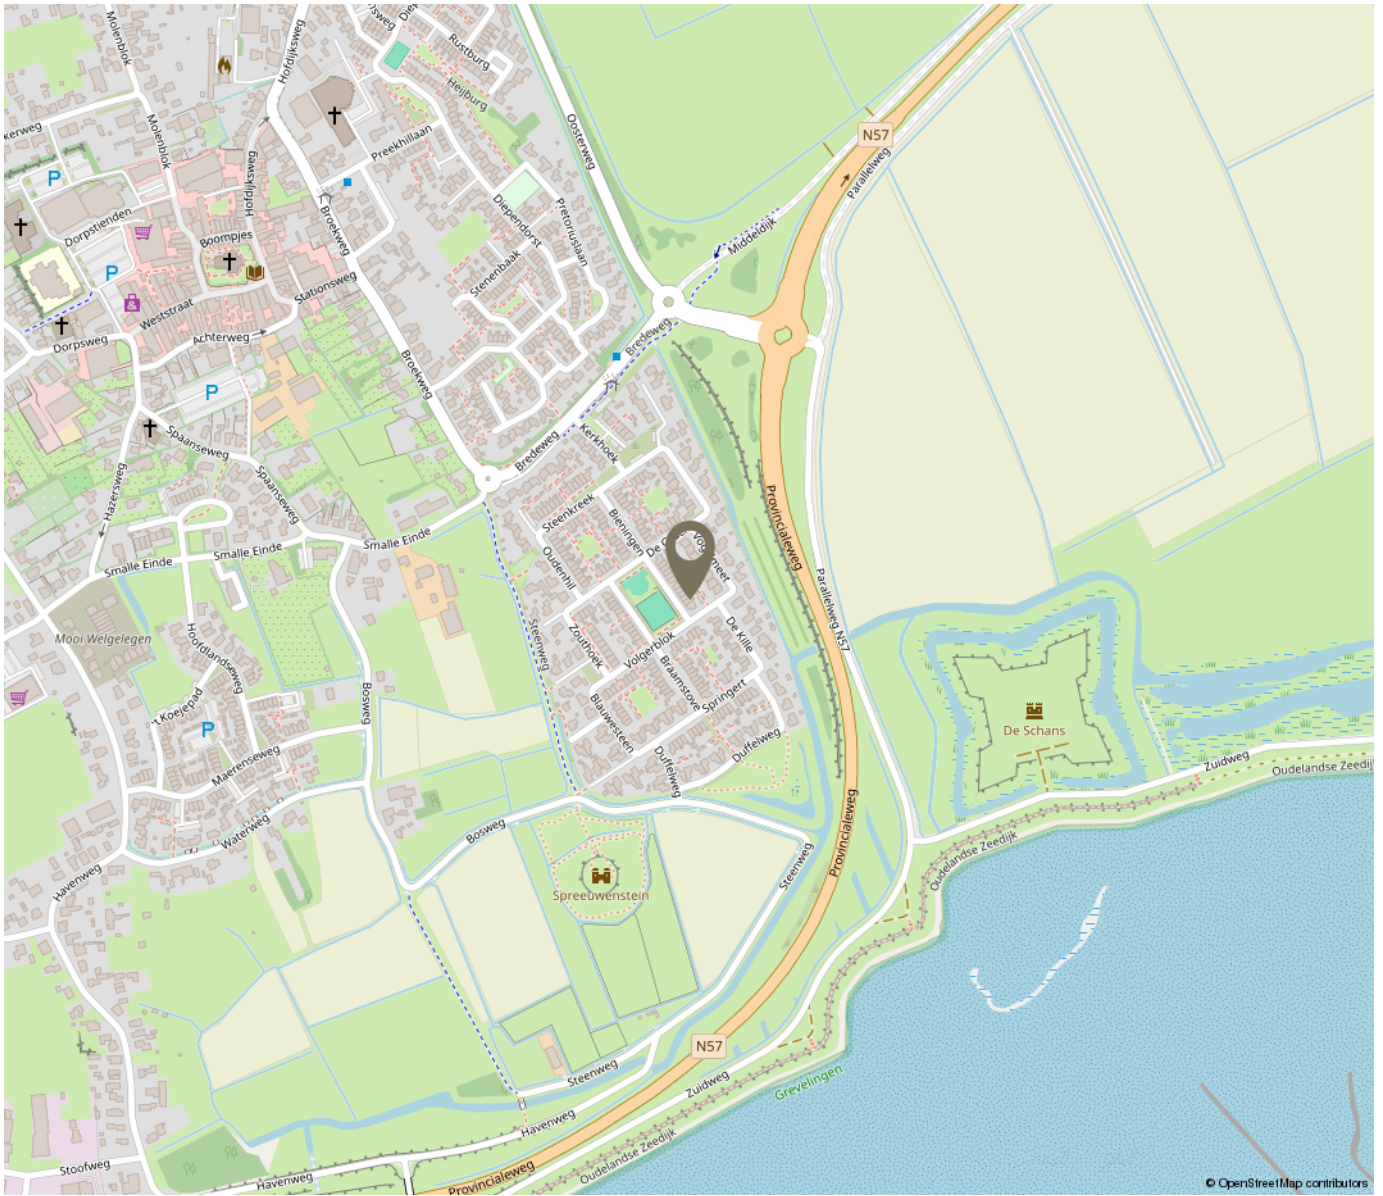 Molenblok
Hofdijksweg
Rustburg
Heijburg
Molenblok
Preekhillaan
Oosterweg
N57
Parallelweg
P
Hofdijksweg
Dorpstienden
Boompjes
Broekweg
Diependorst
Pretoriuslaan
Middeldijk
P
Stenenbaak
Stationsweg
Weststraat
Achterweg
Dorpsweg
Bredeweg
Broekweg
P
Spaanseweg
Bredeweg
Kerkhoek
Hazersweg
Spaanseweg
Steenkreek
Bieningen
Provincialeweg
Smalle Einde
Smalle Einde
Smalle Einde
Oudenhil
Parallelweg N57
Mooi Welgelegen
Hoofdlandseweg
Steenweg
Zouthoek
Volgerblok
De Kille
Braamstove
't Koejepad
Bosweg
P
Blauwesteen
Springert
De Schans
Maerenseweg
Duffelweg
Duffelweg
Zuidweg
Oudelandse Zeedijk
Waterweg
Bosweg
Provincialeweg
Steenweg
Oudelandse Zeedijk
Havenweg
Spreeuwenstein
N57
Steenweg
Zuidweg
Grevelingen
Havenweg
Oudelandse Zeedijk
Stoofweg
Havenweg
Provincialeweg
© OpenStreetMap contributors